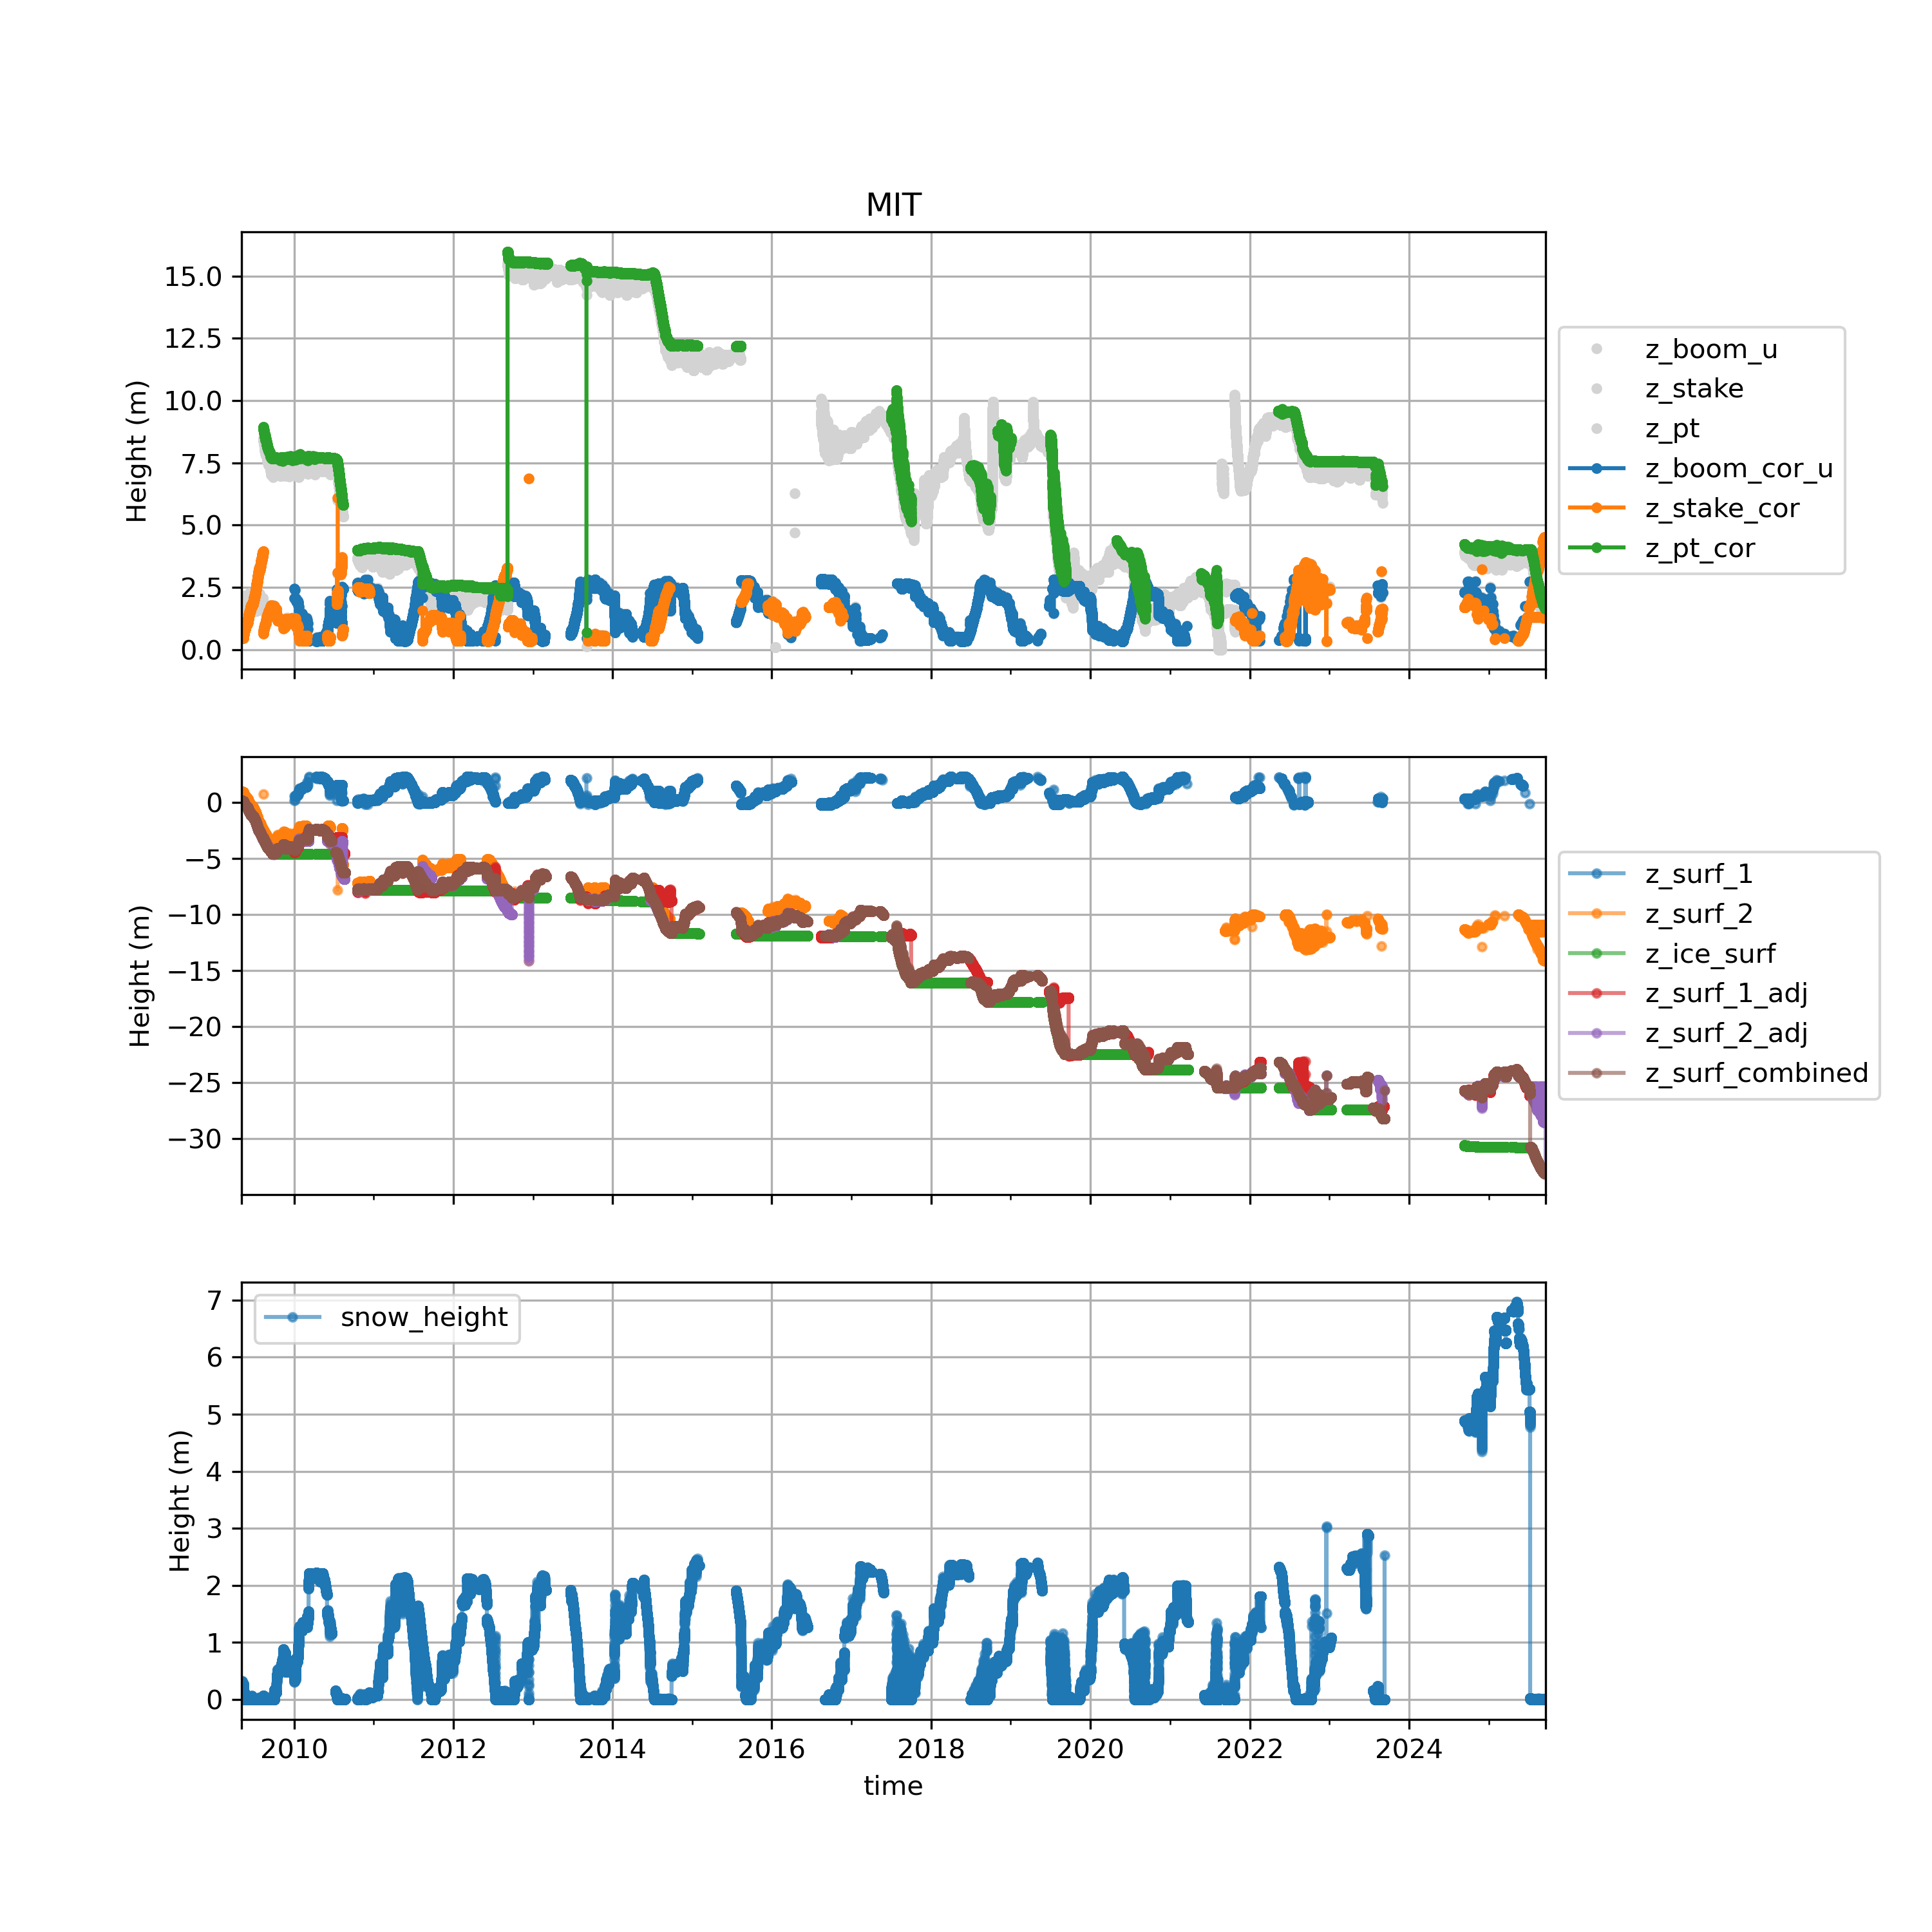 MIT
15.0
12.5
10.0
7.5
5.0
2.5
0.0
Height (m)
z_boom_u
z_stake
z_pt
z_boom_cor_u
z_stake_cor
z_pt_cor
0
−5
−10
−15
−20
−25
−30
Height (m)
z_surf_1
z_surf_2
z_ice_surf
z_surf_1_adj
z_surf_2_adj
z_surf_combined
7
6
5
4
3
2
1
0
Height (m)
snow_height
2010 2012 2014 2016 2018 2020 2022 2024
time